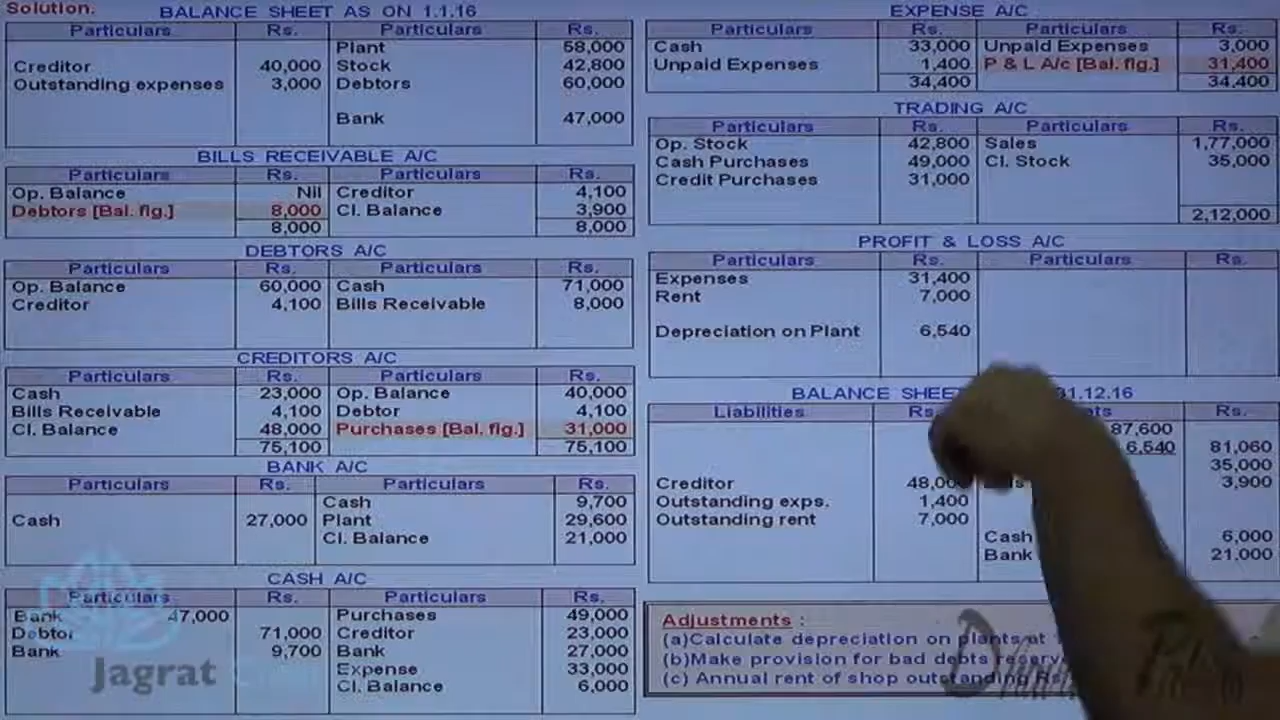 Solution.
BALANCE SHEET AS ON 1.1.16
Particulars Rs. Particulars Rs.
Plant 58,000
Creditor 40,000 Stock 42,800
Outstanding expenses 3,000 Debtors 60,000
Bank 47,000
BILLS RECEIVABLE A/C
Particulars Rs. Particulars Rs.
Op. Balance Nil Creditor 4,100
Debtors [Bal. fig.] 8,000 Cl. Balance 3,900
8,000 8,000
DEBTORS A/C
Particulars Rs. Particulars Rs.
Op. Balance 60,000 Cash 71,000
Creditor 4,100 Bills Receivable 8,000
CREDITORS A/C
Particulars Rs. Particulars Rs.
Cash 23,000 Op. Balance 40,000
Bills Receivable 4,100 Debtor 4,100
Cl. Balance 48,000 Purchases [Bal. fig.] 31,000
75,100 75,100
BANK A/C
Particulars Rs. Particulars Rs.
Cash 9,700
Cash 27,000 Plant 29,600
Cl. Balance 21,000
CASH A/C
Particulars Rs. Particulars Rs.
Bank 47,000 Purchases 49,000
Debtor 71,000 Creditor 23,000
Bank 9,700 Bank 27,000
Expense 33,000
Cl. Balance 6,000
Jagrat
EXPENSE A/C
Particulars Rs. Particulars Rs.
Cash 33,000 Unpaid Expenses 3,000
Unpaid Expenses 1,400 P & L A/c [Bal. fig.] 31,400
34,400 34,400
TRADING A/C
Particulars Rs. Particulars Rs.
Op. Stock 42,800 Sales 1,77,000
Cash Purchases 49,000 Cl. Stock 35,000
Credit Purchases 31,000
2,12,000
PROFIT & LOSS A/C
Particulars Rs. Particulars Rs.
Expenses 31,400
Rent 7,000
Depreciation on Plant 6,540
BALANCE SHEET 31.12.16
Liabilities Rs. Rs.
87,600
6,540 81,060
35,000
Creditor 3,900
Outstanding exps. 1,400
Outstanding rent 7,000
Cash 6,000
Bank 21,000
Adjustments :
(a)Calculate depreciation on plants at
(b)Make provision for bad debts
(c) Annual rent of shop outstanding